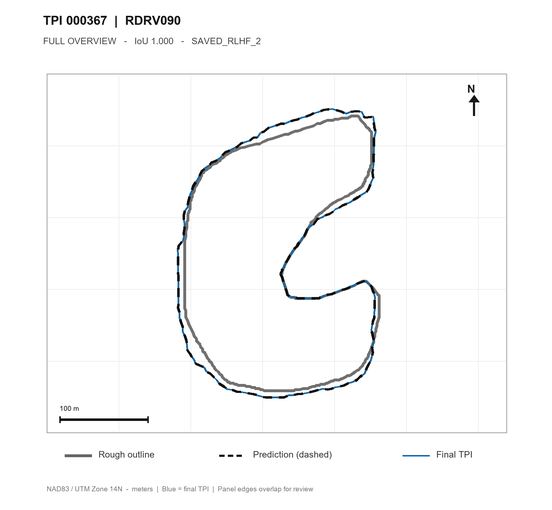 TPI 000367 | RDRV090
FULL OVERVIEW - IoU 1.000 - SAVED_RLHF_2
N
100 m
Rough outline Prediction (dashed) Final TPI
NAD83 / UTM Zone 14N - meters | Blue = final TPI | Panel edges overlap for review